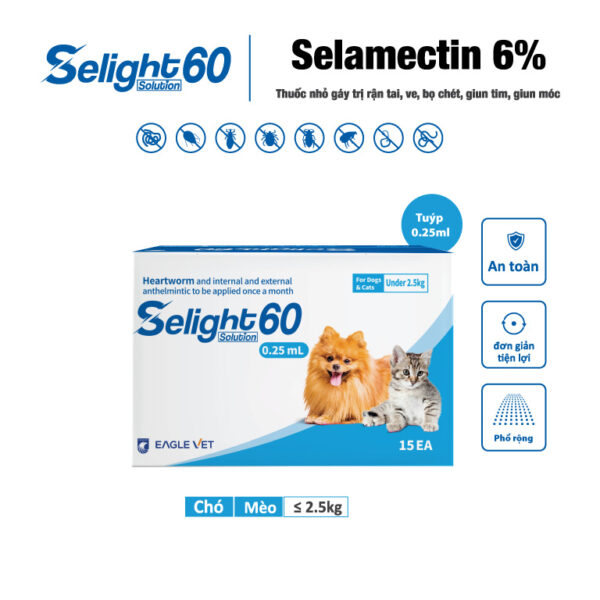 Selight60
Solution
Selamectin 6%
Thuốc nhỏ gáy trị rận tai, ve, bọ chét, giun tim, giun móc
Tuýp
0.25ml
Heartworm and internal and external
anthelmintic to be applied once a month
For Dogs
& Cats
Under 2.5kg
Selight60
Solution
0.25 mL
EAGLE VET
15 EA
An toàn
đơn giản
tiện lợi
Phổ rộng
Chó
Mèo
≤ 2.5kg